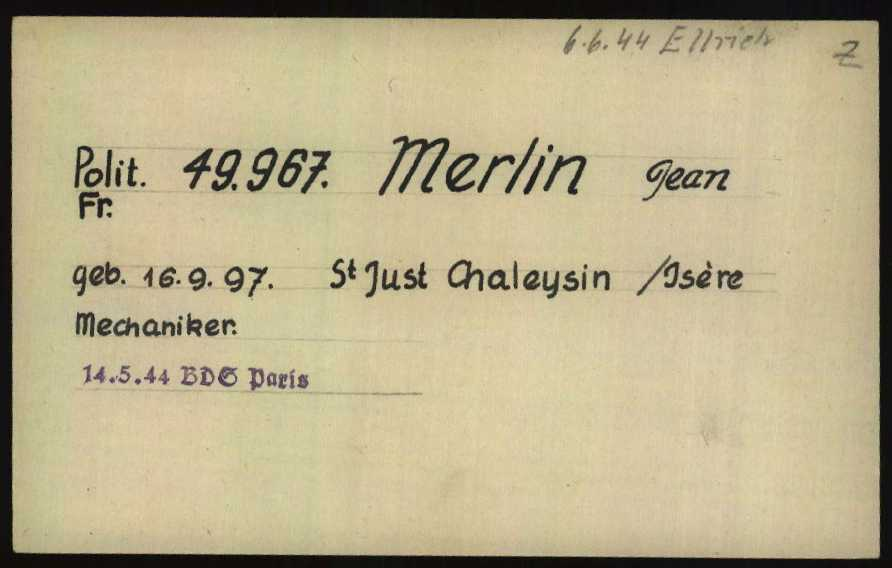 6.6.44 Ellrich
Z
Polit. 49.967. Merlin Jean
Fr.
geb. 16.9.97. St Just Chaleysin /Isère
Mechaniker.
14.5.44 BDS Paris